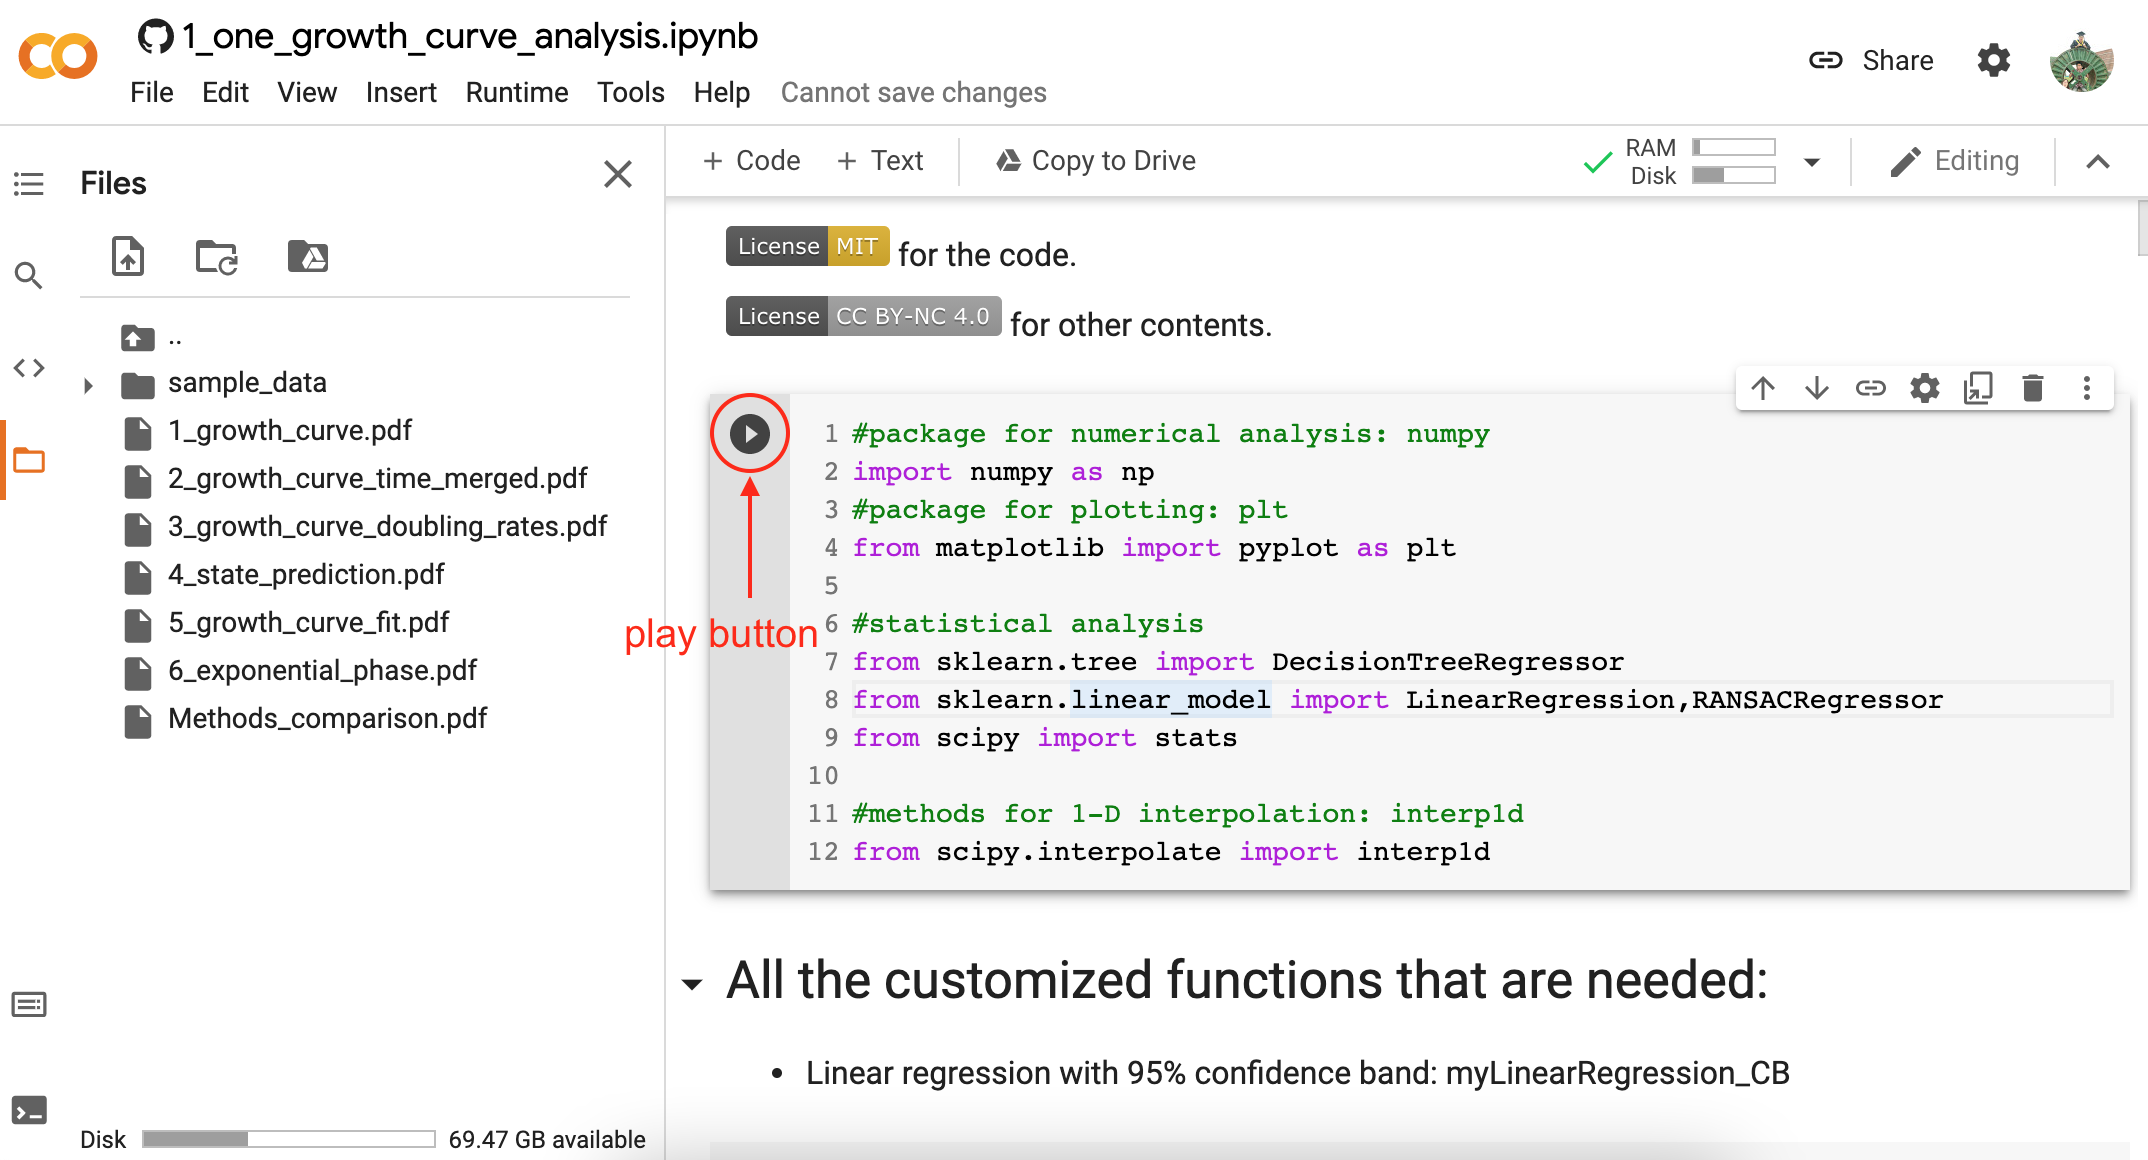 1_one_growth_curve_analysis.ipynb
File Edit View Insert Runtime Tools Help Cannot save changes
Share
Files
+ Code + Text Copy to Drive
RAM
Disk
Editing
License MIT for the code.
License CC BY-NC 4.0 for other contents.
..
sample_data
1_growth_curve.pdf
2_growth_curve_time_merged.pdf
3_growth_curve_doubling_rates.pdf
4_state_prediction.pdf
5_growth_curve_fit.pdf
6_exponential_phase.pdf
Methods_comparison.pdf
Disk 69.47 GB available
play button
1 #package for numerical analysis: numpy
2 import numpy as np
3 #package for plotting: plt
4 from matplotlib import pyplot as plt
5
6 #statistical analysis
7 from sklearn.tree import DecisionTreeRegressor
8 from sklearn.linear_model import LinearRegression,RANSACRegressor
9 from scipy import stats
10
11 #methods for 1-D interpolation: interp1d
12 from scipy.interpolate import interp1d
All the customized functions that are needed:
• Linear regression with 95% confidence band: myLinearRegression_CB